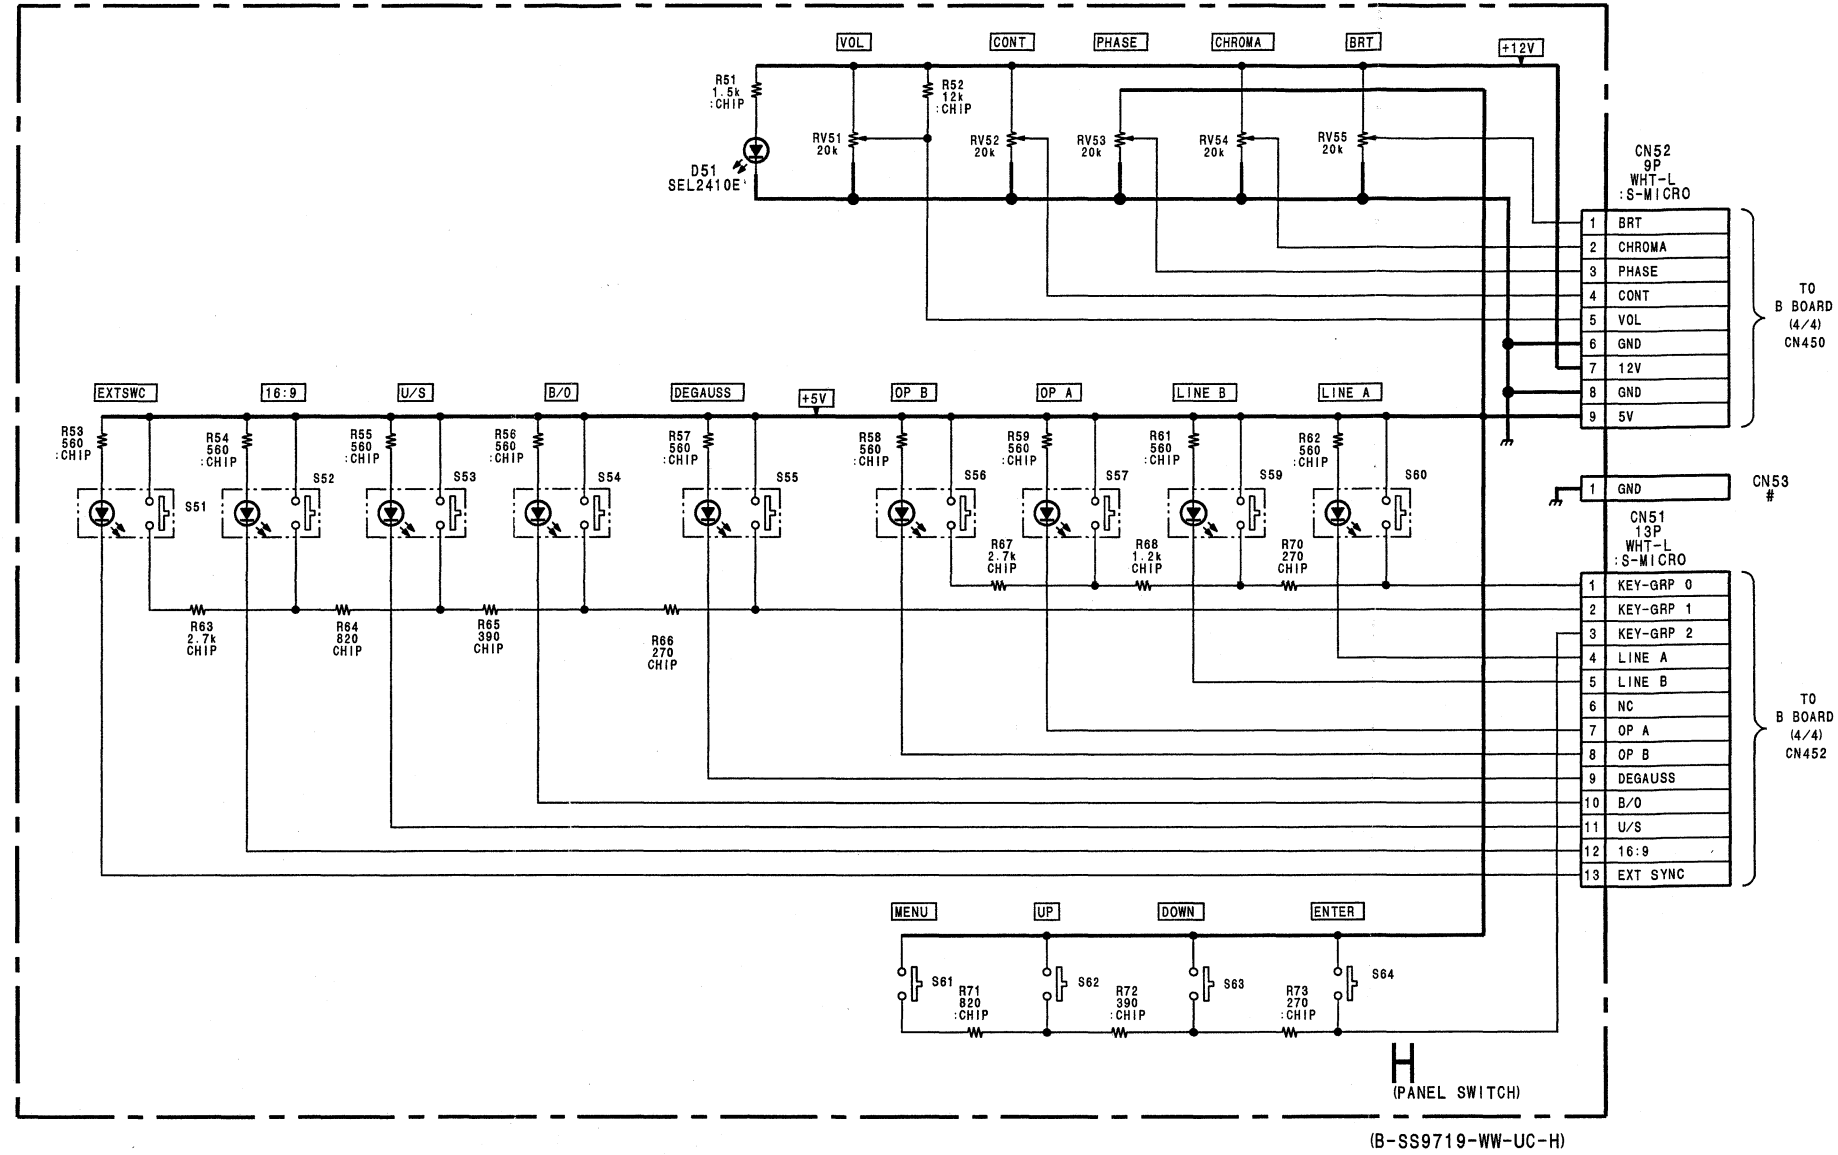 VOL
CONT
PHASE
CHROMA
BRT
+12V
R51
1.5k
:CHIP
R52
12k
:CHIP
RV51
20k
RV52
20k
RV53
20k
RV54
20k
RV55
20k
D51
SEL2410E
CN52
9P
WHT-L
:S-MICRO
1 BRT
2 CHROMA
3 PHASE
4 CONT
5 VOL
6 GND
7 12V
8 GND
9 5V
TO
B BOARD
(4/4)
CN450
EXTSWC
16:9
U/S
B/O
DEGAUSS
+5V
OP B
OP A
LINE B
LINE A
R53
560
:CHIP
R54
560
:CHIP
R55
560
:CHIP
R56
560
:CHIP
R57
560
:CHIP
R58
560
:CHIP
R59
560
:CHIP
R61
560
:CHIP
R62
560
:CHIP
S51
S52
S53
S54
S55
S56
S57
S59
S60
1 GND
CN53
#
R67
2.7k
CHIP
R68
1.2k
:CHIP
R70
270
CHIP
R63
2.7k
CHIP
R64
820
CHIP
R65
390
CHIP
R66
270
CHIP
CN51
13P
WHT-L
:S-MICRO
1 KEY-GRP 0
2 KEY-GRP 1
3 KEY-GRP 2
4 LINE A
5 LINE B
6 NC
7 OP A
8 OP B
9 DEGAUSS
10 B/O
11 U/S
12 16:9
13 EXT SYNC
TO
B BOARD
(4/4)
CN452
MENU
UP
DOWN
ENTER
S61
S62
S63
S64
R71
820
:CHIP
R72
390
:CHIP
R73
270
:CHIP
H
(PANEL SWITCH)
(B-SS9719-WW-UC-H)